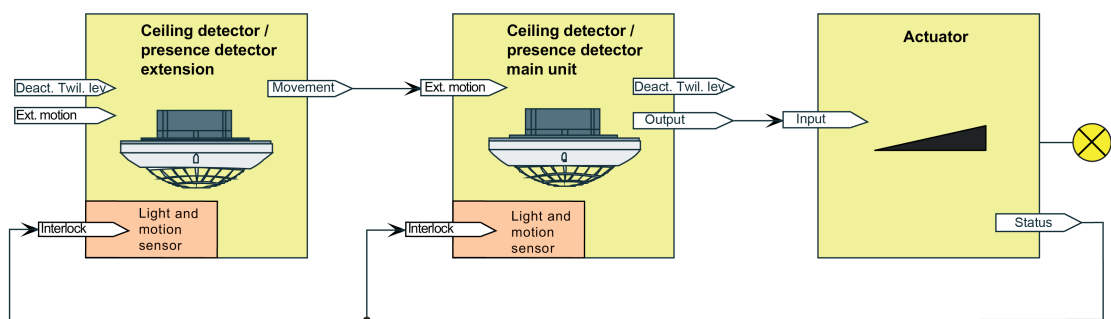 Ceiling detector /
presence detector
extension
Deact. Twil. lev
Ext. motion
Movement
Interlock
Light and
motion
sensor
Ceiling detector /
presence detector
main unit
Ext. motion
Deact. Twil. lev
Output
Interlock
Light and
motion
sensor
Actuator
Input
Status